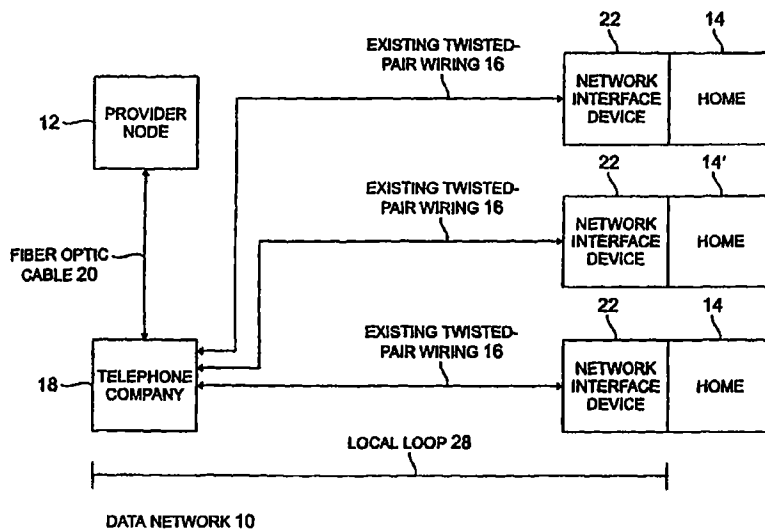 22
14
EXISTING TWISTED-
PAIR WIRING 16
NETWORK
INTERFACE
DEVICE
HOME
12
PROVIDER
NODE
22
14'
EXISTING TWISTED-
PAIR WIRING 16
NETWORK
INTERFACE
DEVICE
HOME
FIBER OPTIC
CABLE 20
22
14
EXISTING TWISTED-
PAIR WIRING 16
18
TELEPHONE
COMPANY
NETWORK
INTERFACE
DEVICE
HOME
LOCAL LOOP 28
DATA NETWORK 10